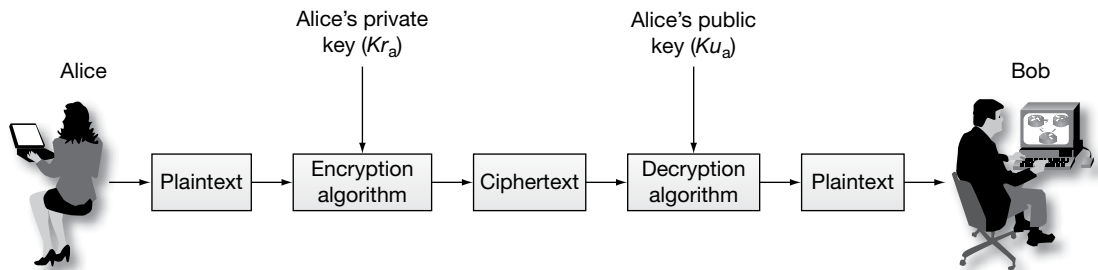 Alice's private
key (Krₐ)
Alice's public
key (Kuₐ)
Alice
Bob
Plaintext
Encryption
algorithm
Ciphertext
Decryption
algorithm
Plaintext